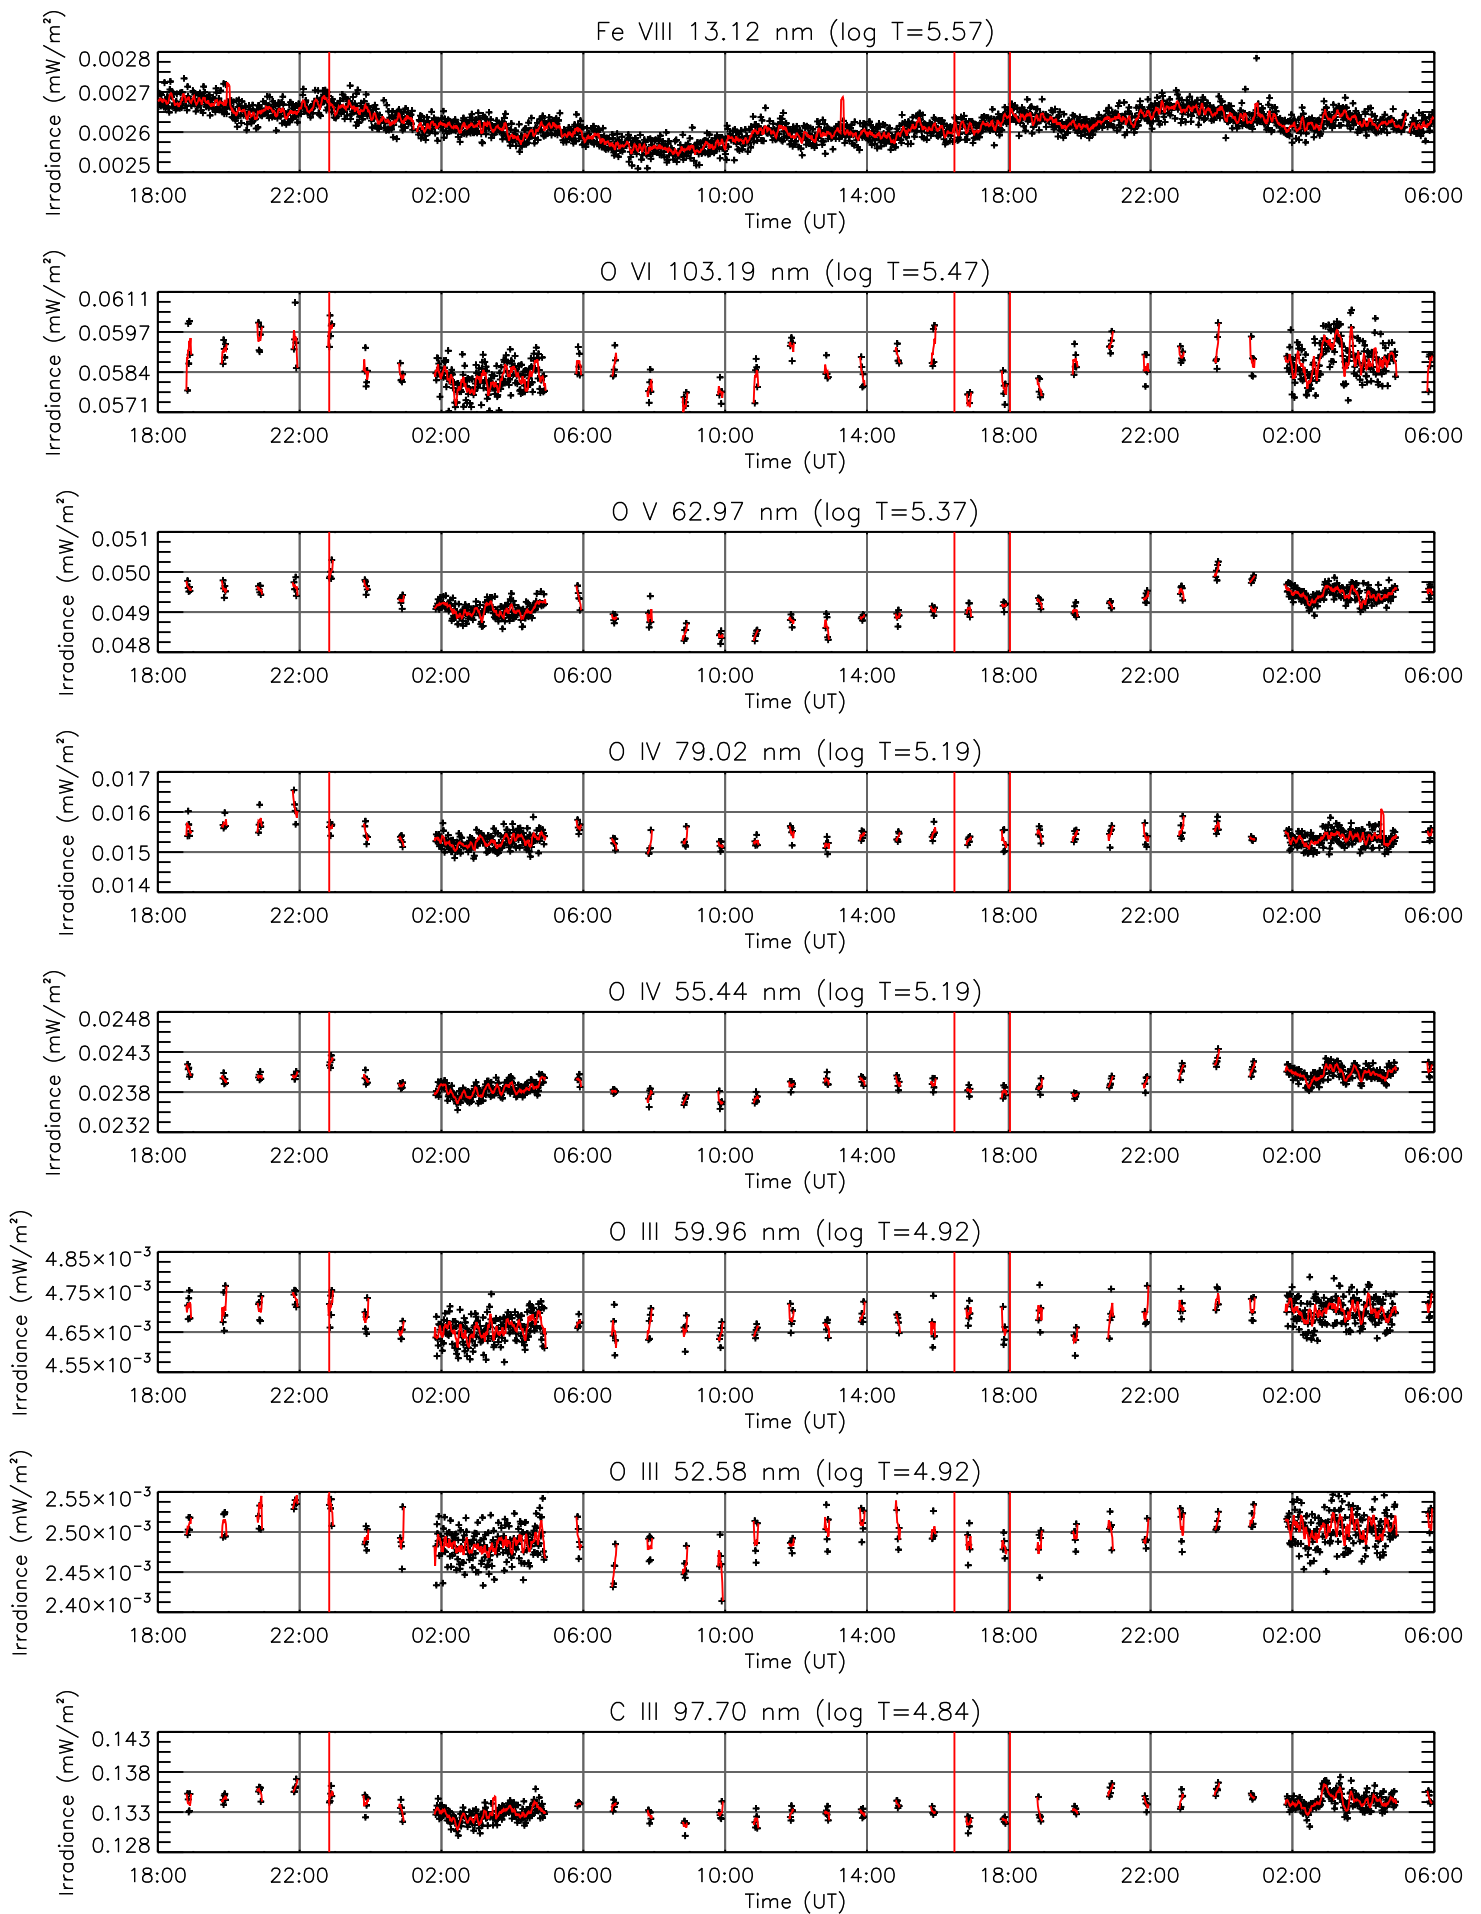 Fe VIII 13.12 nm (log T=5.57)
Irradiance (mW/m²)
0.0028
0.0027
0.0026
0.0025
18:00 22:00 02:00 06:00 10:00 14:00 18:00 22:00 02:00 06:00
Time (UT)
O VI 103.19 nm (log T=5.47)
Irradiance (mW/m²)
0.0611
0.0597
0.0584
0.0571
18:00 22:00 02:00 06:00 10:00 14:00 18:00 22:00 02:00 06:00
Time (UT)
O V 62.97 nm (log T=5.37)
Irradiance (mW/m²)
0.051
0.050
0.049
0.048
18:00 22:00 02:00 06:00 10:00 14:00 18:00 22:00 02:00 06:00
Time (UT)
O IV 79.02 nm (log T=5.19)
Irradiance (mW/m²)
0.017
0.016
0.015
0.014
18:00 22:00 02:00 06:00 10:00 14:00 18:00 22:00 02:00 06:00
Time (UT)
O IV 55.44 nm (log T=5.19)
Irradiance (mW/m²)
0.0248
0.0243
0.0238
0.0232
18:00 22:00 02:00 06:00 10:00 14:00 18:00 22:00 02:00 06:00
Time (UT)
O III 59.96 nm (log T=4.92)
Irradiance (mW/m²)
4.85×10⁻³
4.75×10⁻³
4.65×10⁻³
4.55×10⁻³
18:00 22:00 02:00 06:00 10:00 14:00 18:00 22:00 02:00 06:00
Time (UT)
O III 52.58 nm (log T=4.92)
Irradiance (mW/m²)
2.55×10⁻³
2.50×10⁻³
2.45×10⁻³
2.40×10⁻³
18:00 22:00 02:00 06:00 10:00 14:00 18:00 22:00 02:00 06:00
Time (UT)
C III 97.70 nm (log T=4.84)
Irradiance (mW/m²)
0.143
0.138
0.133
0.128
18:00 22:00 02:00 06:00 10:00 14:00 18:00 22:00 02:00 06:00
Time (UT)